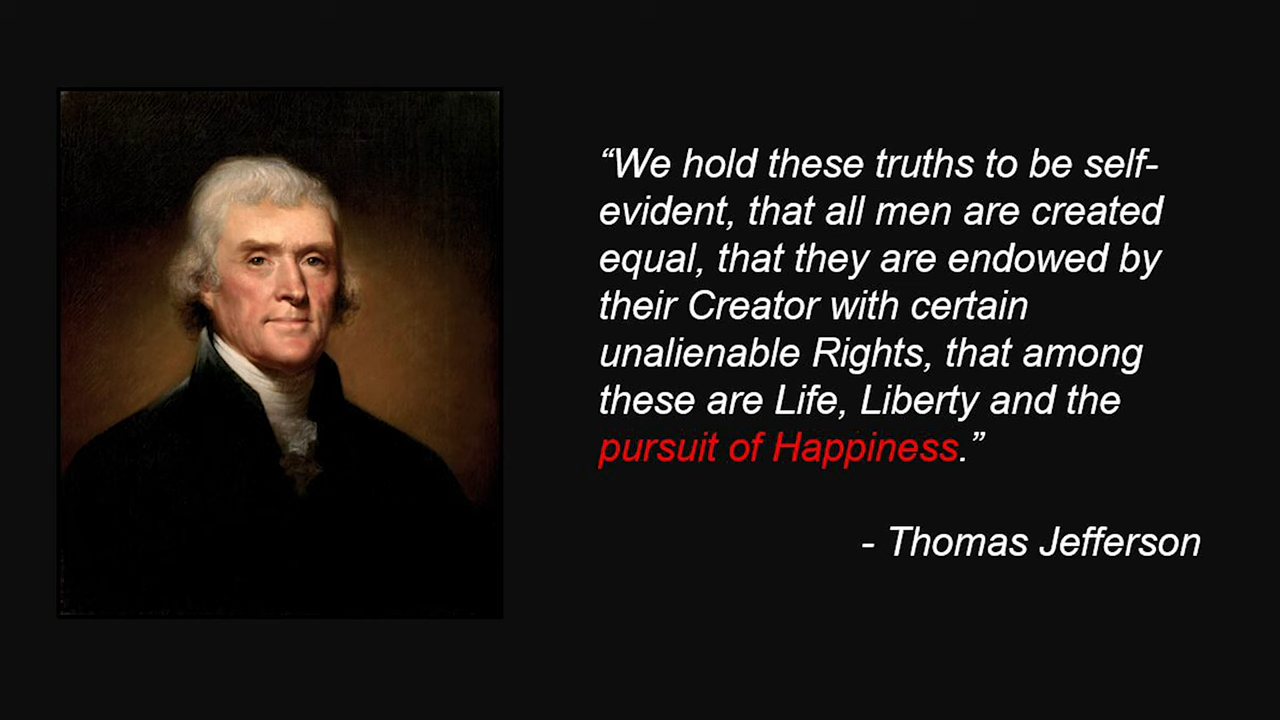 “We hold these truths to be self-
evident, that all men are created
equal, that they are endowed by
their Creator with certain
unalienable Rights, that among
these are Life, Liberty and the
pursuit of Happiness.”
- Thomas Jefferson